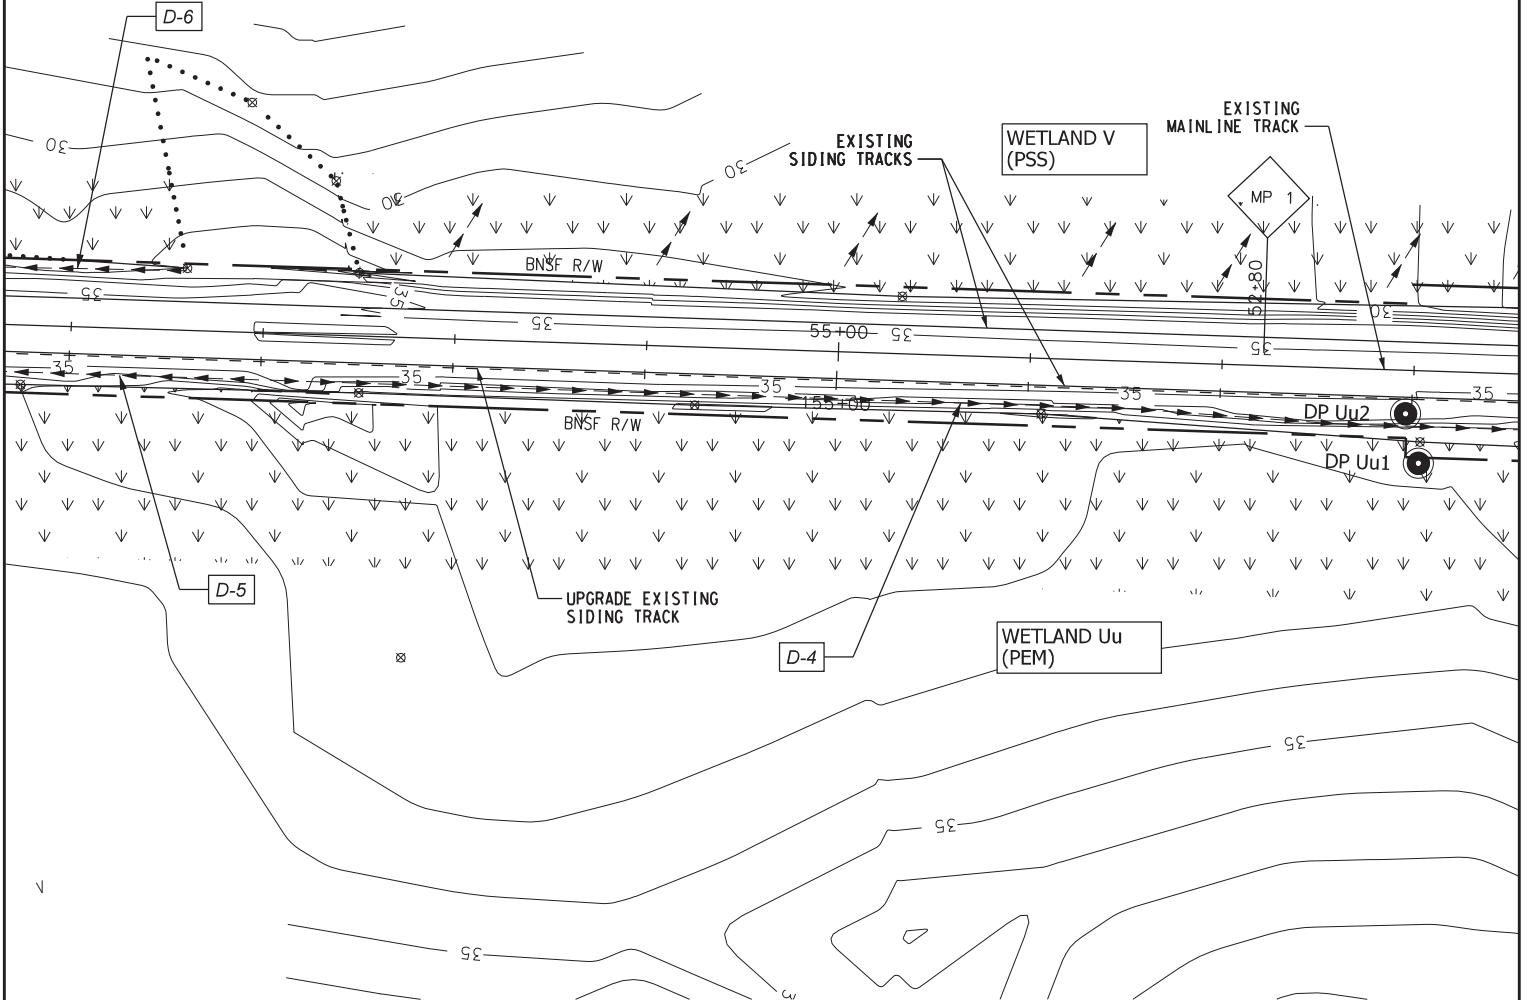 D-6
EXISTING
MAINLINE TRACK
WETLAND V
(PSS)
EXISTING
SIDING TRACKS
30
30
30
MP 1
BNSF R/W
52+80
35
35
30
35
55+00
35
35
35
35
35
35
35
155+00
DP Uu2
BNSF R/W
DP Uu1
D-5
UPGRADE EXISTING
SIDING TRACK
WETLAND Uu
(PEM)
D-4
35
35
35